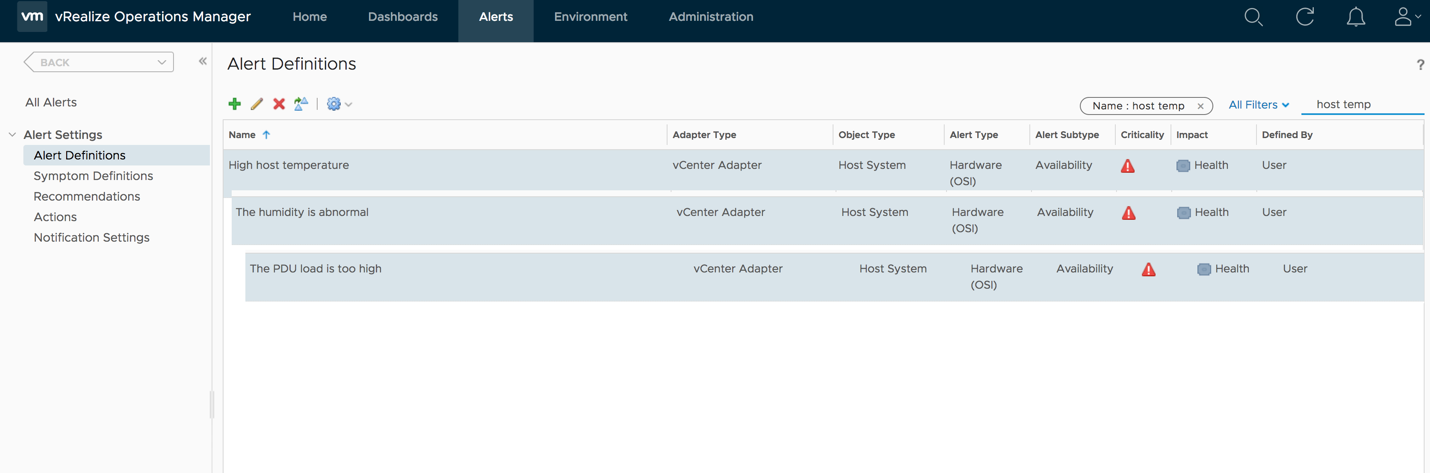 vm vRealize Operations Manager Home Dashboards Alerts Environment Administration
BACK
Alert Definitions
?
All Alerts
Name : host temp × All Filters host temp
Alert Settings
Name Adapter Type Object Type Alert Type Alert Subtype Criticality Impact Defined By
Alert Definitions
High host temperature vCenter Adapter Host System Hardware (OSI) Availability Health User
Symptom Definitions
Recommendations
The humidity is abnormal vCenter Adapter Host System Hardware (OSI) Availability Health User
Actions
Notification Settings
The PDU load is too high vCenter Adapter Host System Hardware (OSI) Availability Health User